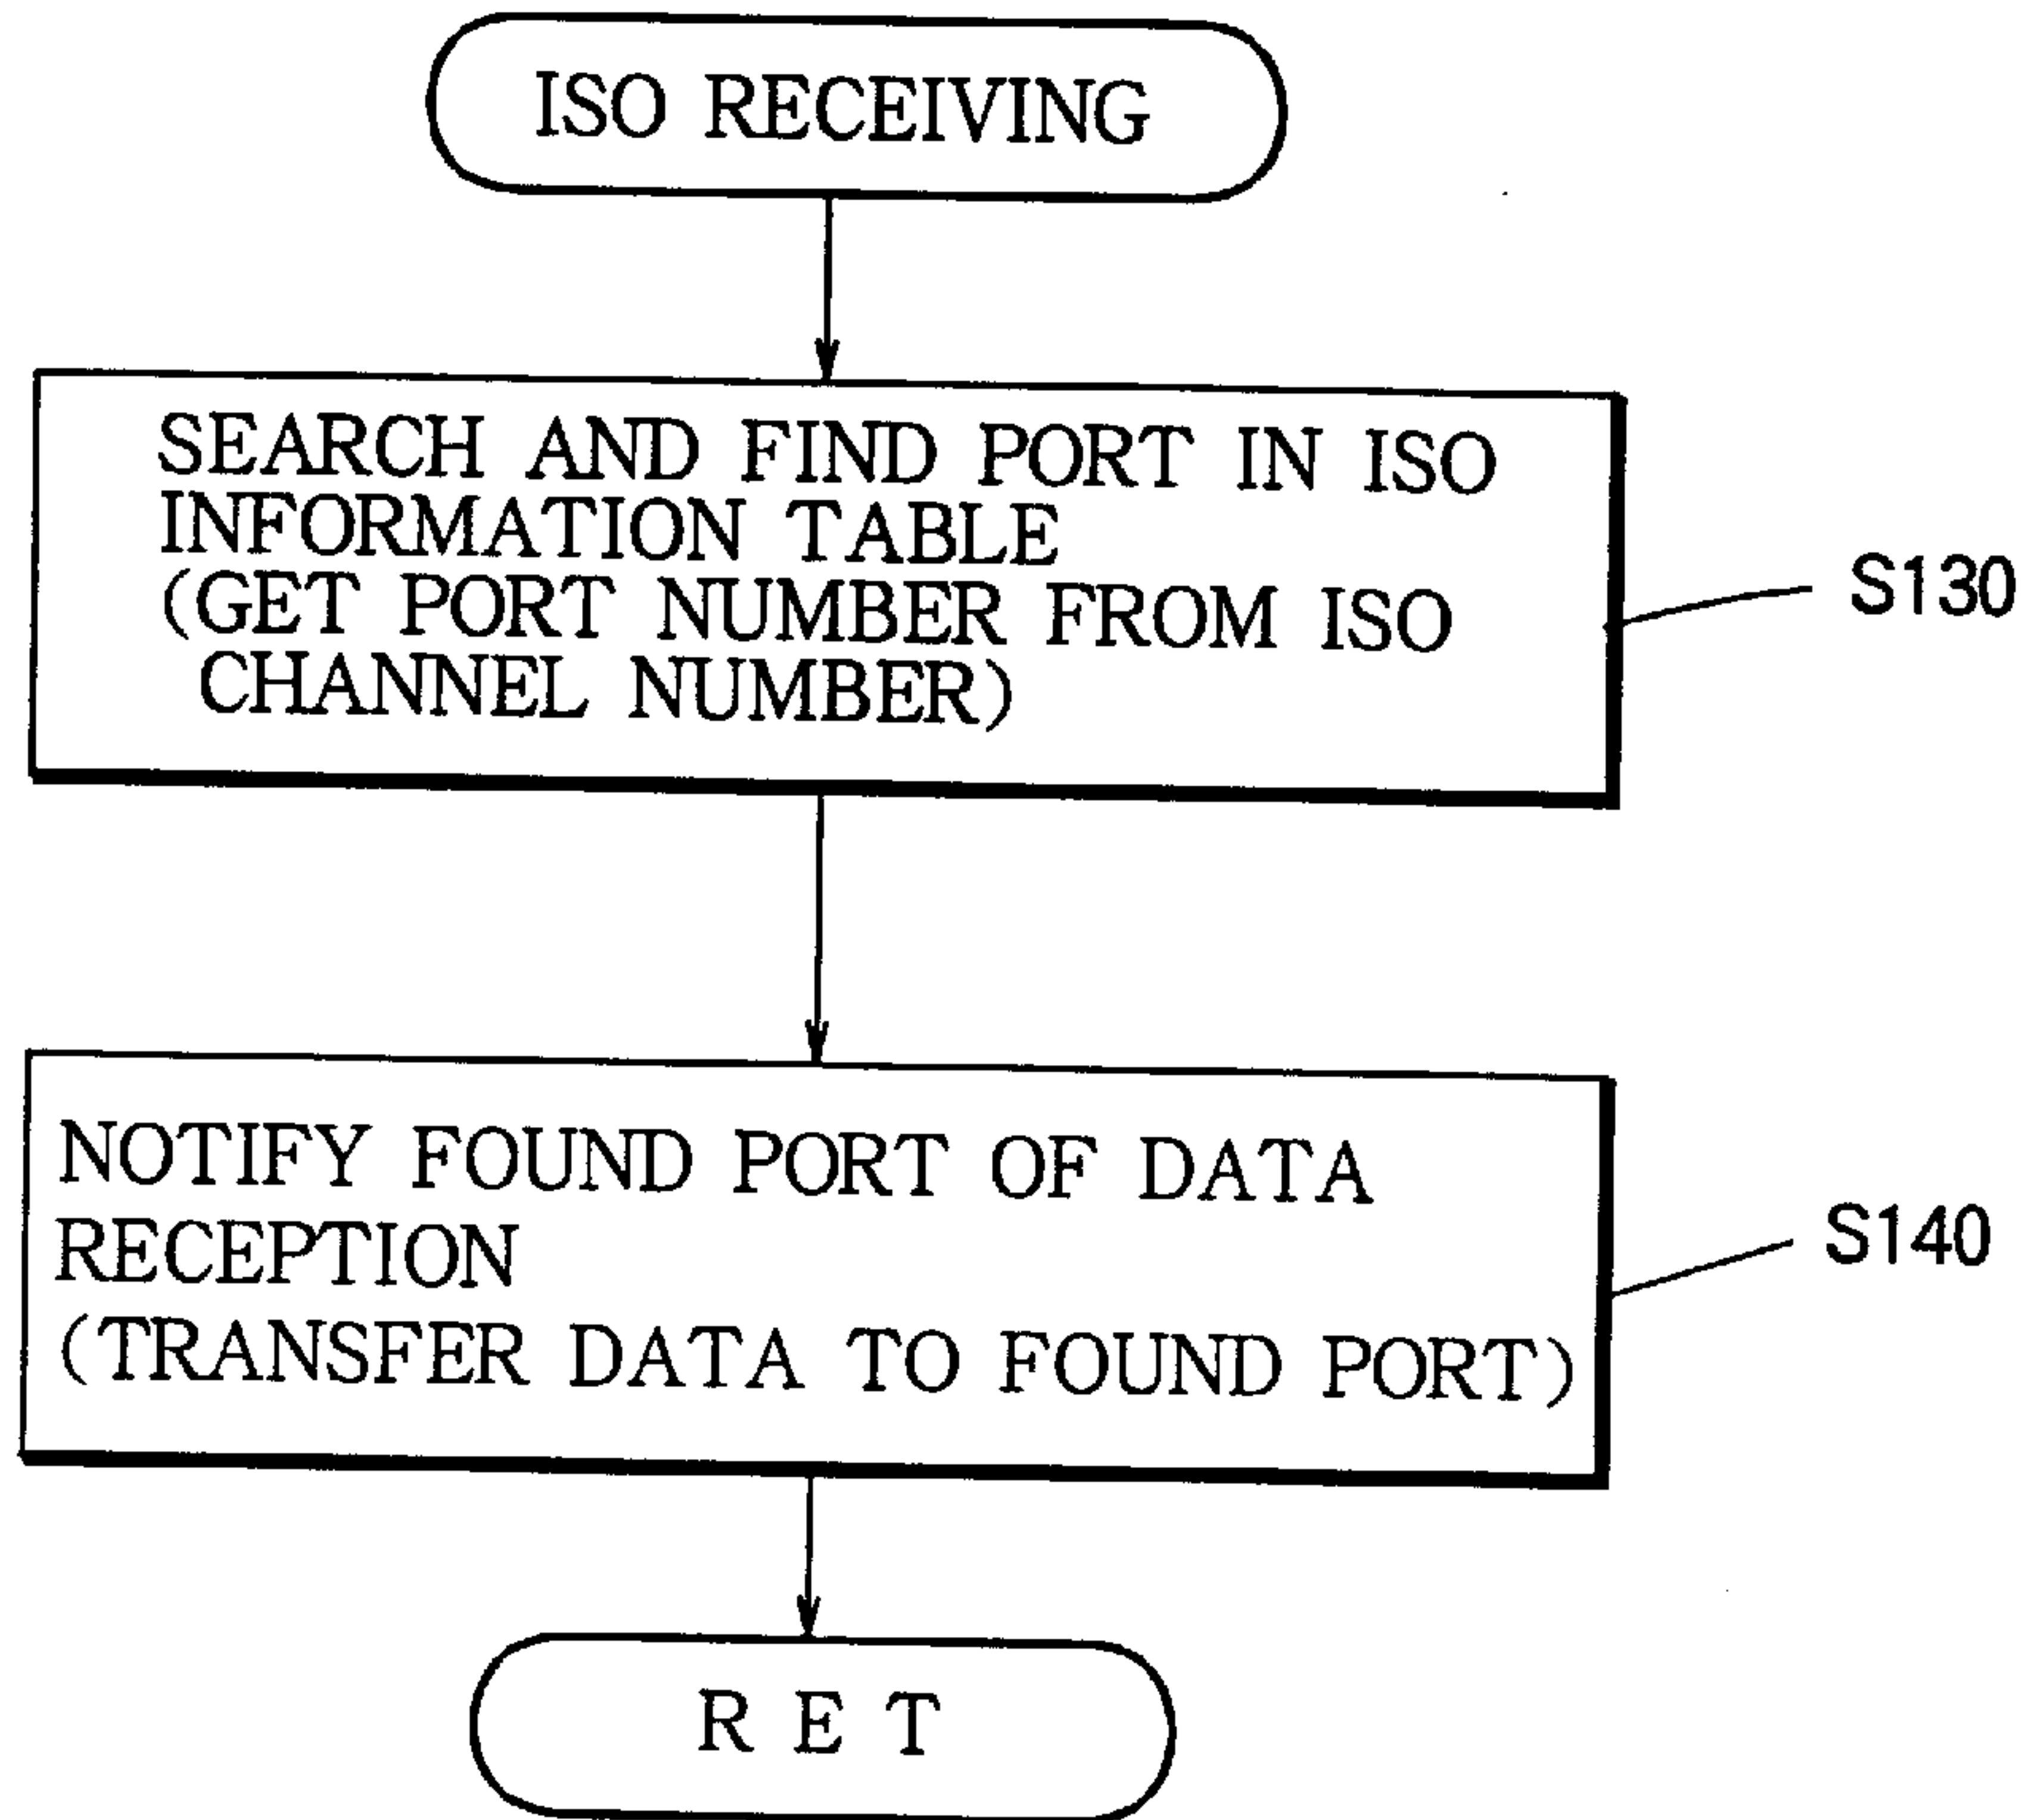 ISO RECEIVING
SEARCH AND FIND PORT IN ISO
INFORMATION TABLE
(GET PORT NUMBER FROM ISO
CHANNEL NUMBER)
S130
NOTIFY FOUND PORT OF DATA
RECEPTION
(TRANSFER DATA TO FOUND PORT)
S140
R E T